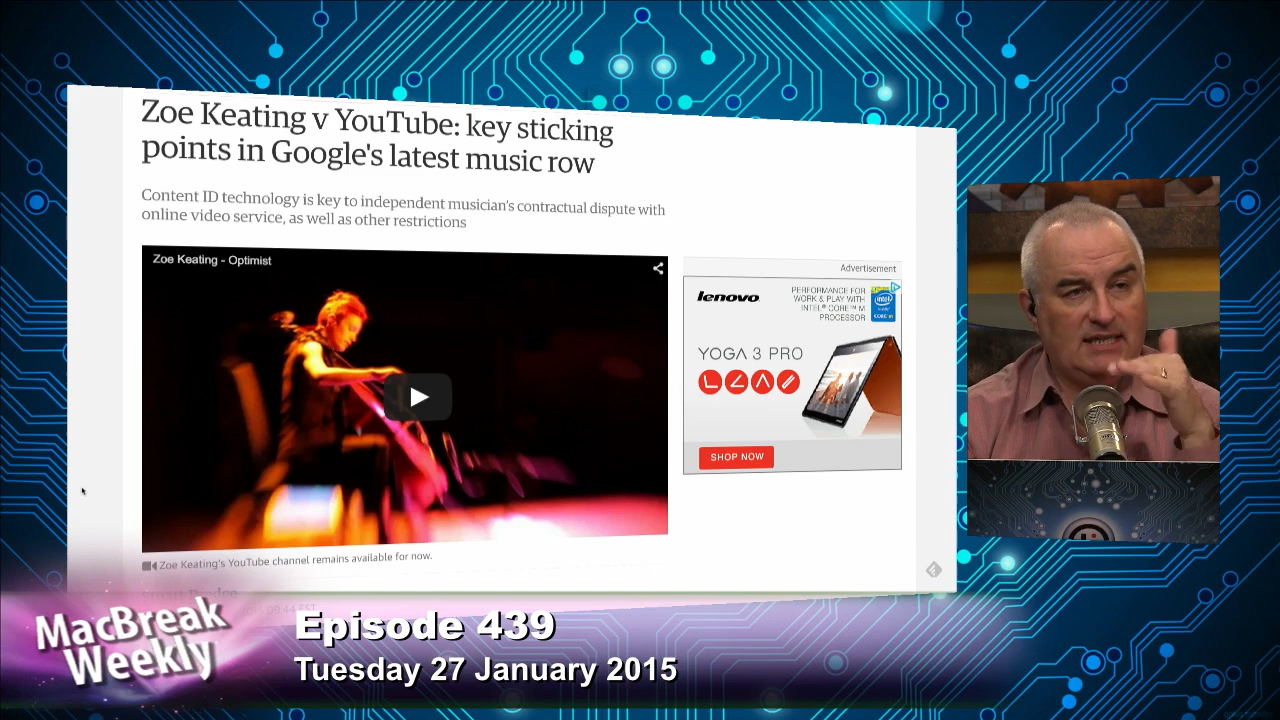 Zoe Keating v YouTube: key sticking
points in Google's latest music row
Content ID technology is key to independent musician's contractual dispute with
online video service, as well as other restrictions
Zoe Keating - Optimist
Advertisement
lenovo
PERFORMANCE FOR
WORK & PLAY WITH
INTEL® CORE™ M
PROCESSOR
YOGA 3 PRO
SHOP NOW
Zoe Keating's YouTube channel remains available for now.
MacBreak
Weekly
Episode 439
Tuesday 27 January 2015